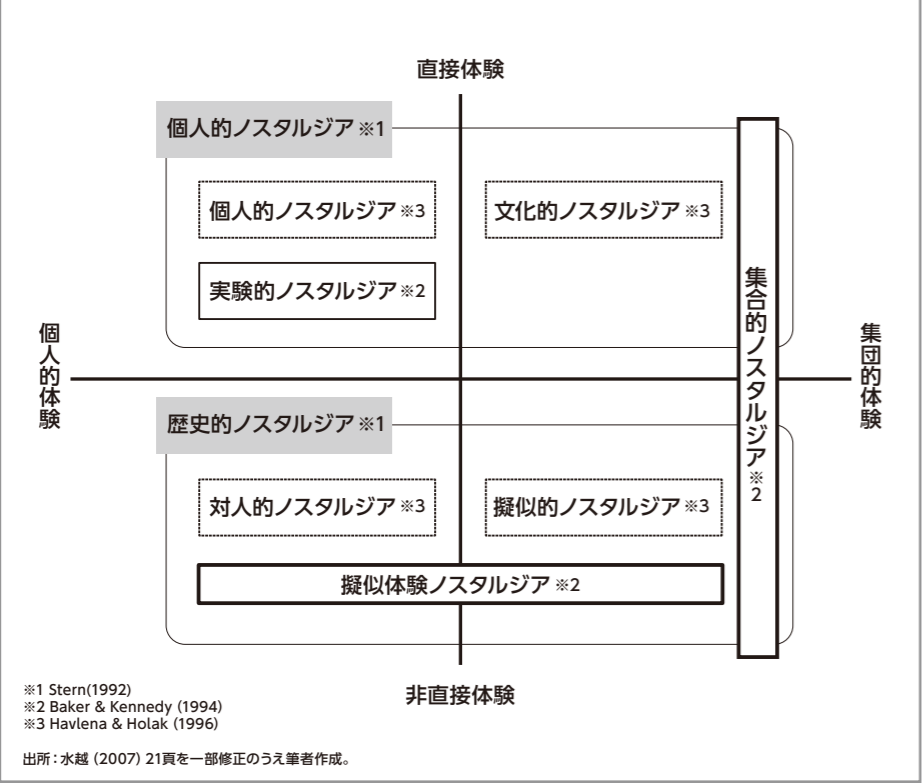 直接体験
個人的ノスタルジア※1
個人的ノスタルジア※3
文化的ノスタルジア※3
実験的ノスタルジア※2
集合的ノスタルジア※2
個人的体験
集団的体験
歴史的ノスタルジア※1
対人的ノスタルジア※3
擬似的ノスタルジア※3
擬似体験ノスタルジア※2
非直接体験
※1 Stern(1992)
※2 Baker & Kennedy (1994)
※3 Havlena & Holak (1996)
出所：水越 (2007) 21頁を一部修正のうえ筆者作成。